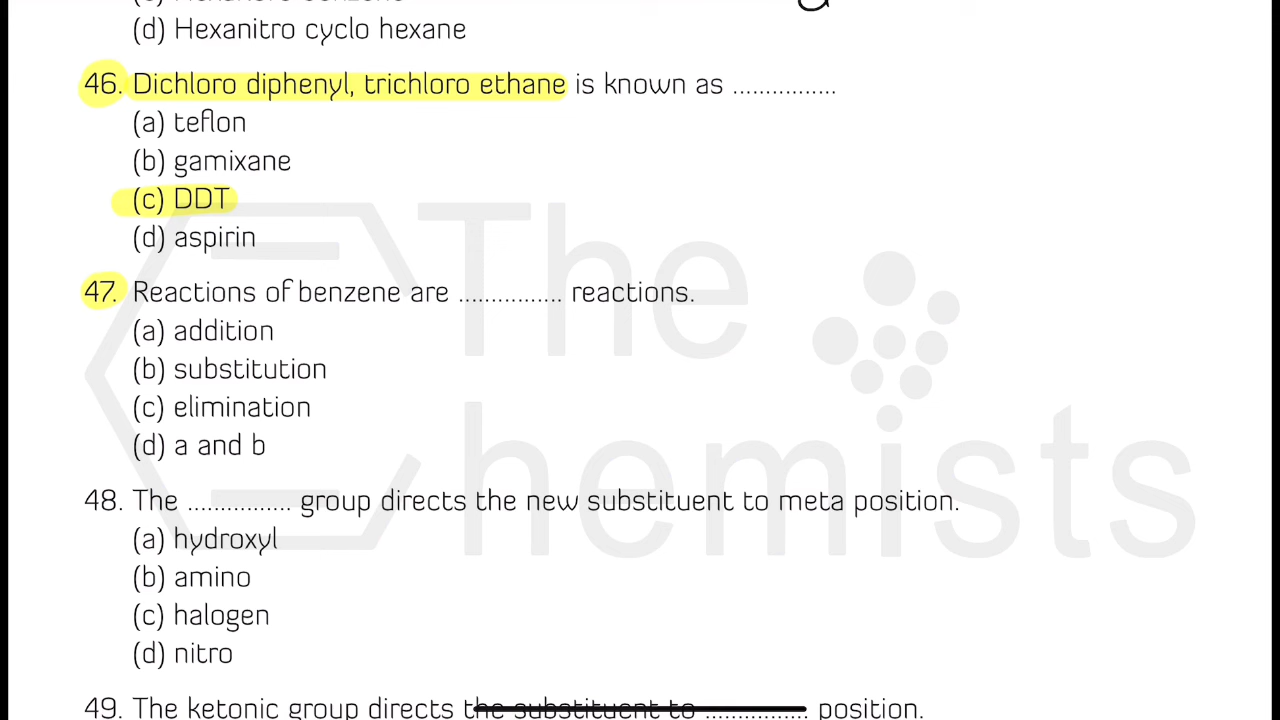 (d) Hexanitro cyclo hexane
46. Dichloro diphenyl, trichloro ethane is known as ................
(a) teflon
(b) gamixane
(c) DDT
(d) aspirin
47. Reactions of benzene are ................ reactions.
(a) addition
(b) substitution
(c) elimination
(d) a and b
48. The ................ group directs the new substituent to meta position.
(a) hydroxyl
(b) amino
(c) halogen
(d) nitro
49. The ketonic group directs the substituent to ................ position.
The
Chemists